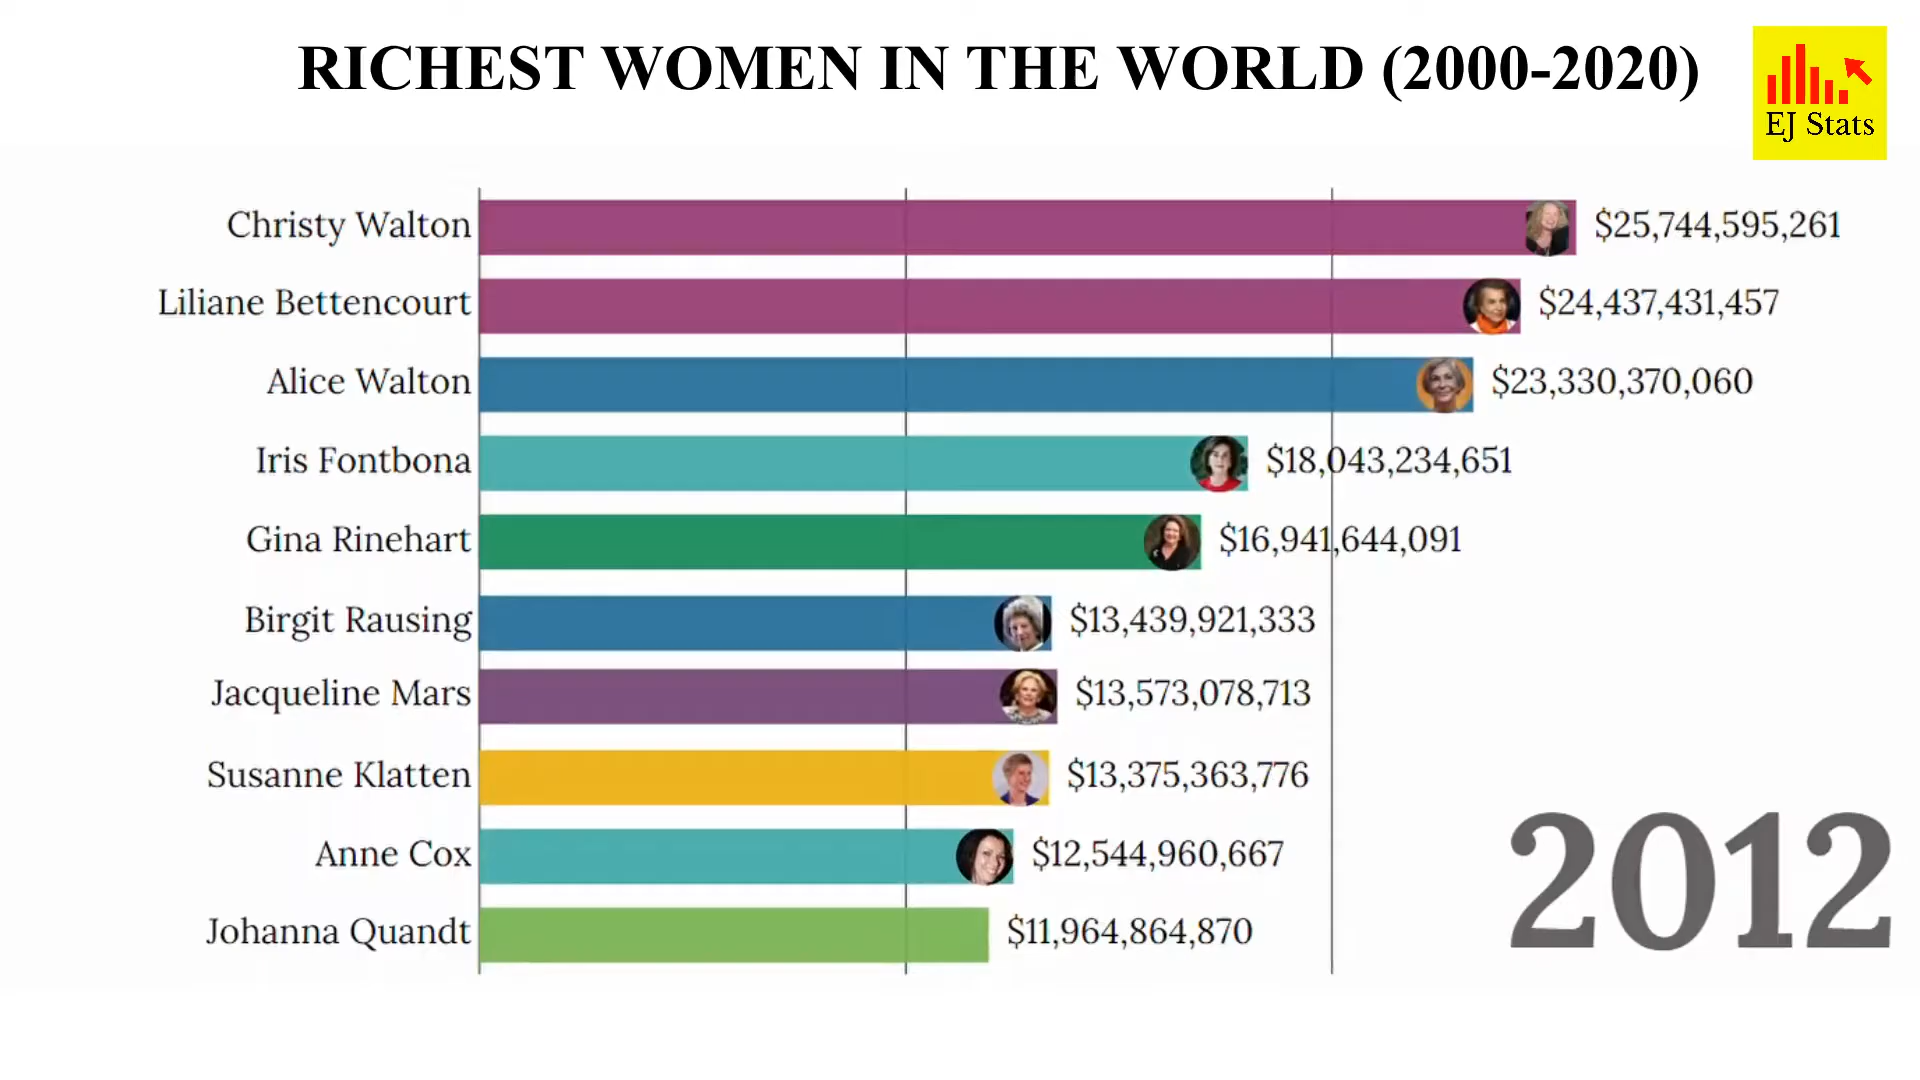 RICHEST WOMEN IN THE WORLD (2000-2020)
EJ Stats
Christy Walton $25,744,595,261
Liliane Bettencourt $24,437,431,457
Alice Walton $23,330,370,060
Iris Fontbona $18,043,234,651
Gina Rinehart $16,941,644,091
Birgit Rausing $13,439,921,333
Jacqueline Mars $13,573,078,713
Susanne Klatten $13,375,363,776
Anne Cox $12,544,960,667
Johanna Quandt $11,964,864,870
2012